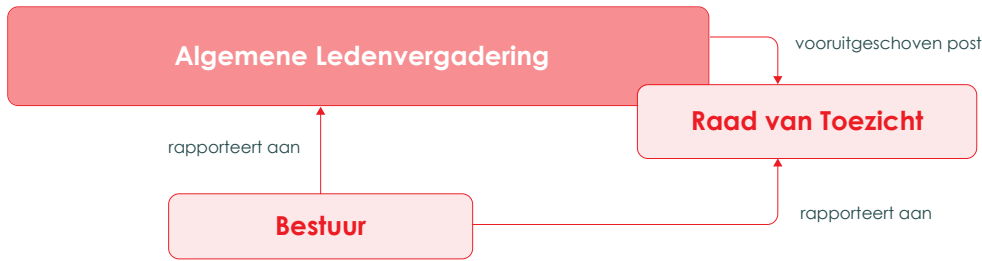 Algemene Ledenvergadering
vooruitgeschoven post
Raad van Toezicht
rapporteert aan
Bestuur
rapporteert aan